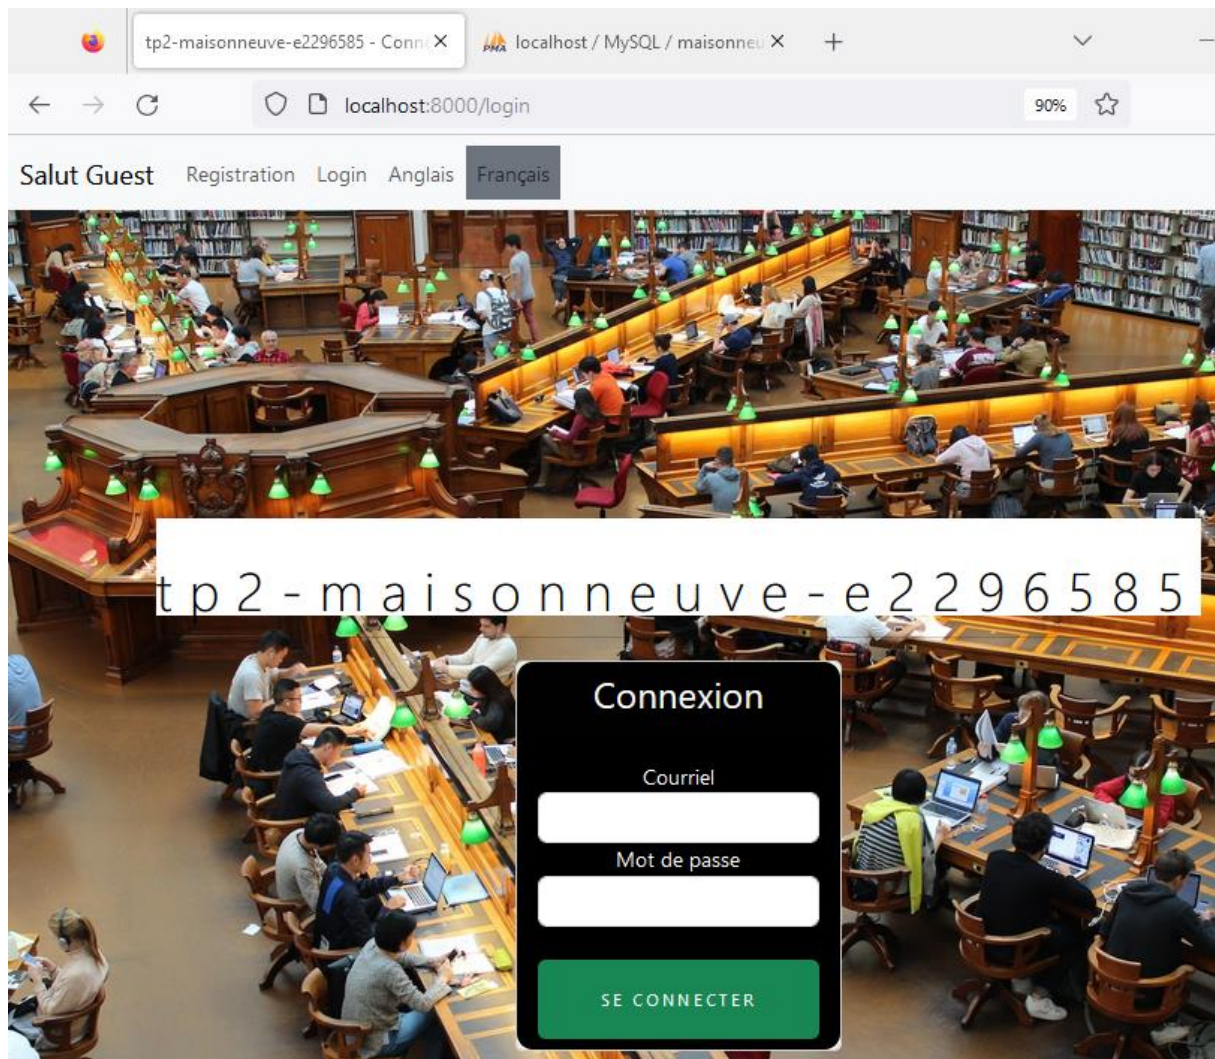 tp2-maisonneuve-e2296585 - Conn
localhost / MySQL / maisonneu
localhost:8000/login
90%
Salut Guest Registration Login Anglais Français
tp2-maisonneuve-e2296585
Connexion
Courriel
Mot de passe
SE CONNECTER